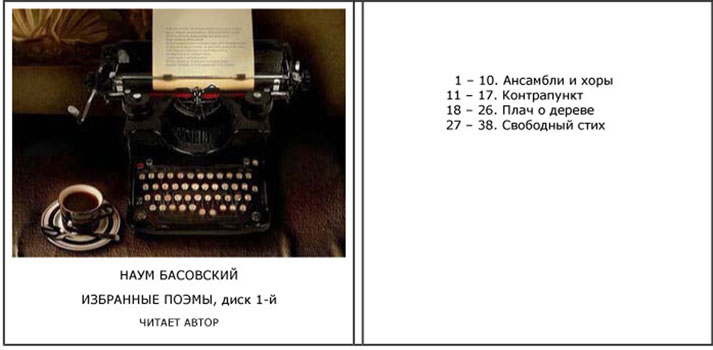 НАУМ БАСОВСКИЙ
ИЗБРАННЫЕ ПОЭМЫ, диск 1-й
ЧИТАЕТ АВТОР
1 – 10. Ансамбли и хоры
11 – 17. Контрапункт
18 – 26. Плач о дереве
27 – 38. Свободный стих